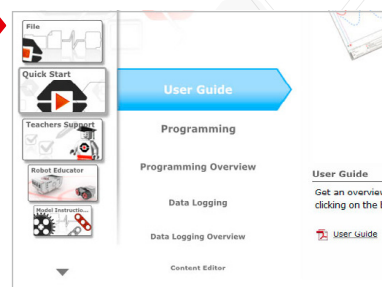 File
Quick Start
Teachers Support
Robot Educator
Model Instructio...
User Guide
Programming
Programming Overview
Data Logging
Data Logging Overview
Content Editor
User Guide
Get an overview
clicking on the
User Guide